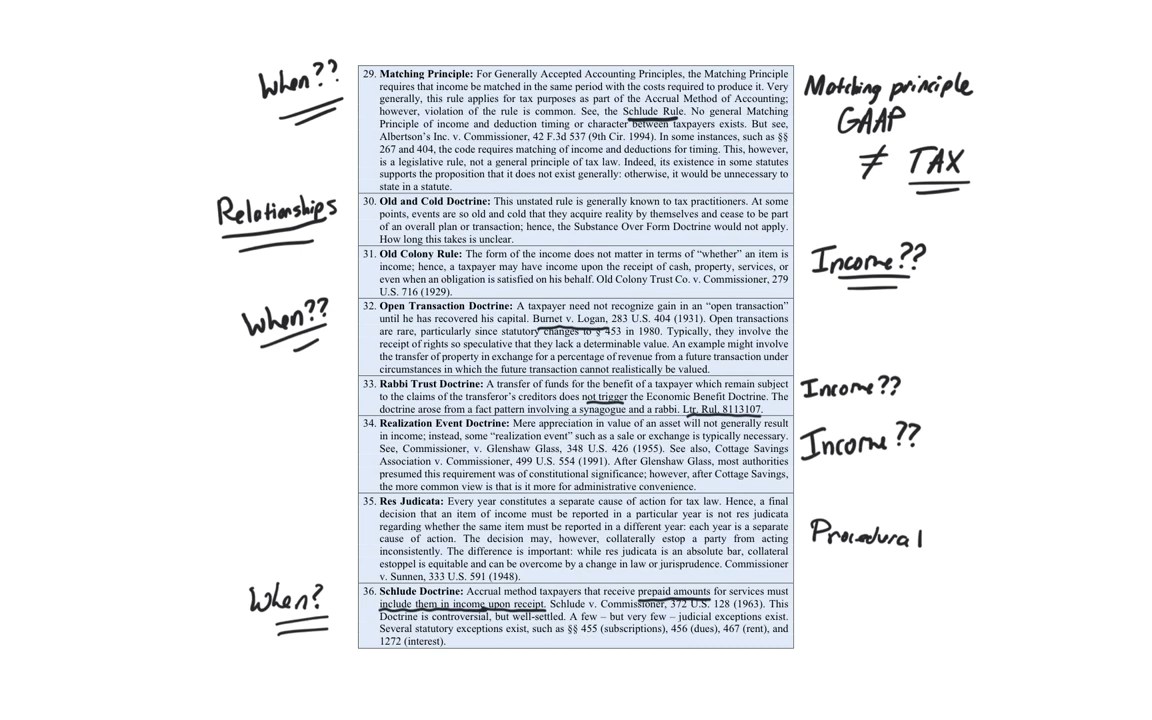 When??
29. Matching Principle: For Generally Accepted Accounting Principles, the Matching Principle
requires that income be matched in the same period with the costs required to produce it. Very
generally, this rule applies for tax purposes as part of the Accrual Method of Accounting;
however, violation of the rule is common. See, the Schlude Rule. No general Matching
Principle of income and deduction timing or character between taxpayers exists. But see,
Albertson's Inc. v. Commissioner, 42 F.3d 537 (9th Cir. 1994). In some instances, such as §§
267 and 404, the code requires matching of income and deductions for timing. This, however,
is a legislative rule, not a general principle of tax law. Indeed, its existence in some statutes
supports the proposition that it does not exist generally: otherwise, it would be unnecessary to
state in a statute.
Matching principle
GAAP
≠ TAX
Relationships
30. Old and Cold Doctrine: This unstated rule is generally known to tax practitioners. At some
points, events are so old and cold that they acquire reality by themselves and cease to be part
of an overall plan or transaction; hence, the Substance Over Form Doctrine would not apply.
How long this takes is unclear.
31. Old Colony Rule: The form of the income does not matter in terms of “whether” an item is
income; hence, a taxpayer may have income upon the receipt of cash, property, services, or
even when an obligation is satisfied on his behalf. Old Colony Trust Co. v. Commissioner, 279
U.S. 716 (1929).
Income??
When??
32. Open Transaction Doctrine: A taxpayer need not recognize gain in an “open transaction”
until he has recovered his capital. Burnet v. Logan, 283 U.S. 404 (1931). Open transactions
are rare, particularly since statutory changes to § 453 in 1980. Typically, they involve the
receipt of rights so speculative that they lack a determinable value. An example might involve
the transfer of property in exchange for a percentage of revenue from a future transaction under
circumstances in which the future transaction cannot realistically be valued.
33. Rabbi Trust Doctrine: A transfer of funds for the benefit of a taxpayer which remain subject
to the claims of the transferor's creditors does not trigger the Economic Benefit Doctrine. The
doctrine arose from a fact pattern involving a synagogue and a rabbi. Ltr. Rul. 8113107.
Income??
34. Realization Event Doctrine: Mere appreciation in value of an asset will not generally result
in income; instead, some “realization event” such as a sale or exchange is typically necessary.
See, Commissioner, v. Glenshaw Glass, 348 U.S. 426 (1955). See also, Cottage Savings
Association v. Commissioner, 499 U.S. 554 (1991). After Glenshaw Glass, most authorities
presumed this requirement was of constitutional significance; however, after Cottage Savings,
the more common view is that is it more for administrative convenience.
Income??
35. Res Judicata: Every year constitutes a separate cause of action for tax law. Hence, a final
decision that an item of income must be reported in a particular year is not res judicata
regarding whether the same item must be reported in a different year: each year is a separate
cause of action. The decision may, however, collaterally estop a party from acting
inconsistently. The difference is important: while res judicata is an absolute bar, collateral
estoppel is equitable and can be overcome by a change in law or jurisprudence. Commissioner
v. Sunnen, 333 U.S. 591 (1948).
Procedural
When?
36. Schlude Doctrine: Accrual method taxpayers that receive prepaid amounts for services must
include them in income upon receipt. Schlude v. Commissioner, 372 U.S. 128 (1963). This
Doctrine is controversial, but well-settled. A few – but very few – judicial exceptions exist.
Several statutory exceptions exist, such as §§ 455 (subscriptions), 456 (dues), 467 (rent), and
1272 (interest).